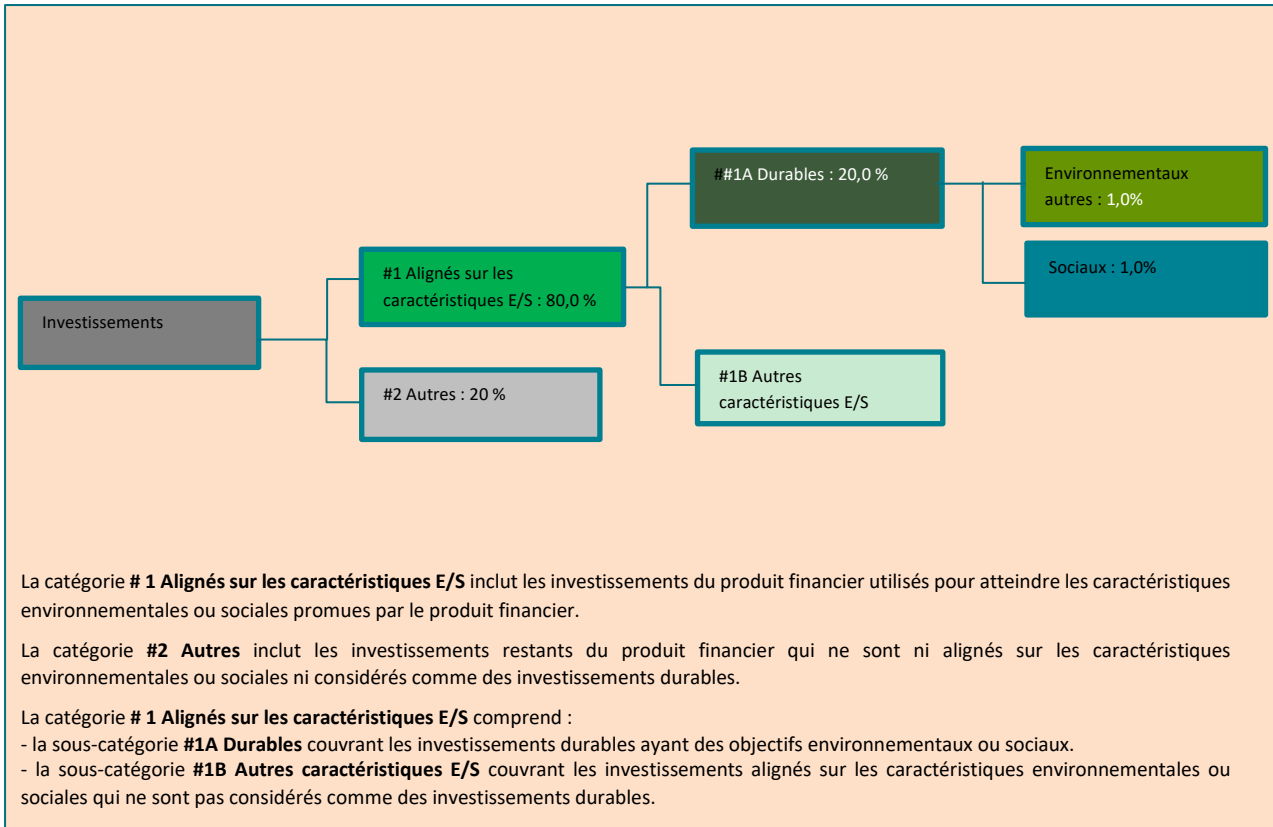 ##1A Durables : 20,0 %
Environnementaux
autres : 1,0%
Sociaux : 1,0%
#1 Alignés sur les
caractéristiques E/S : 80,0 %
Investissements
#1B Autres
caractéristiques E/S
#2 Autres : 20 %
La catégorie # 1 Alignés sur les caractéristiques E/S inclut les investissements du produit financier utilisés pour atteindre les caractéristiques
environnementales ou sociales promues par le produit financier.
La catégorie #2 Autres inclut les investissements restants du produit financier qui ne sont ni alignés sur les caractéristiques
environnementales ou sociales ni considérés comme des investissements durables.
La catégorie # 1 Alignés sur les caractéristiques E/S comprend :
- la sous-catégorie #1A Durables couvrant les investissements durables ayant des objectifs environnementaux ou sociaux.
- la sous-catégorie #1B Autres caractéristiques E/S couvrant les investissements alignés sur les caractéristiques environnementales ou
sociales qui ne sont pas considérés comme des investissements durables.